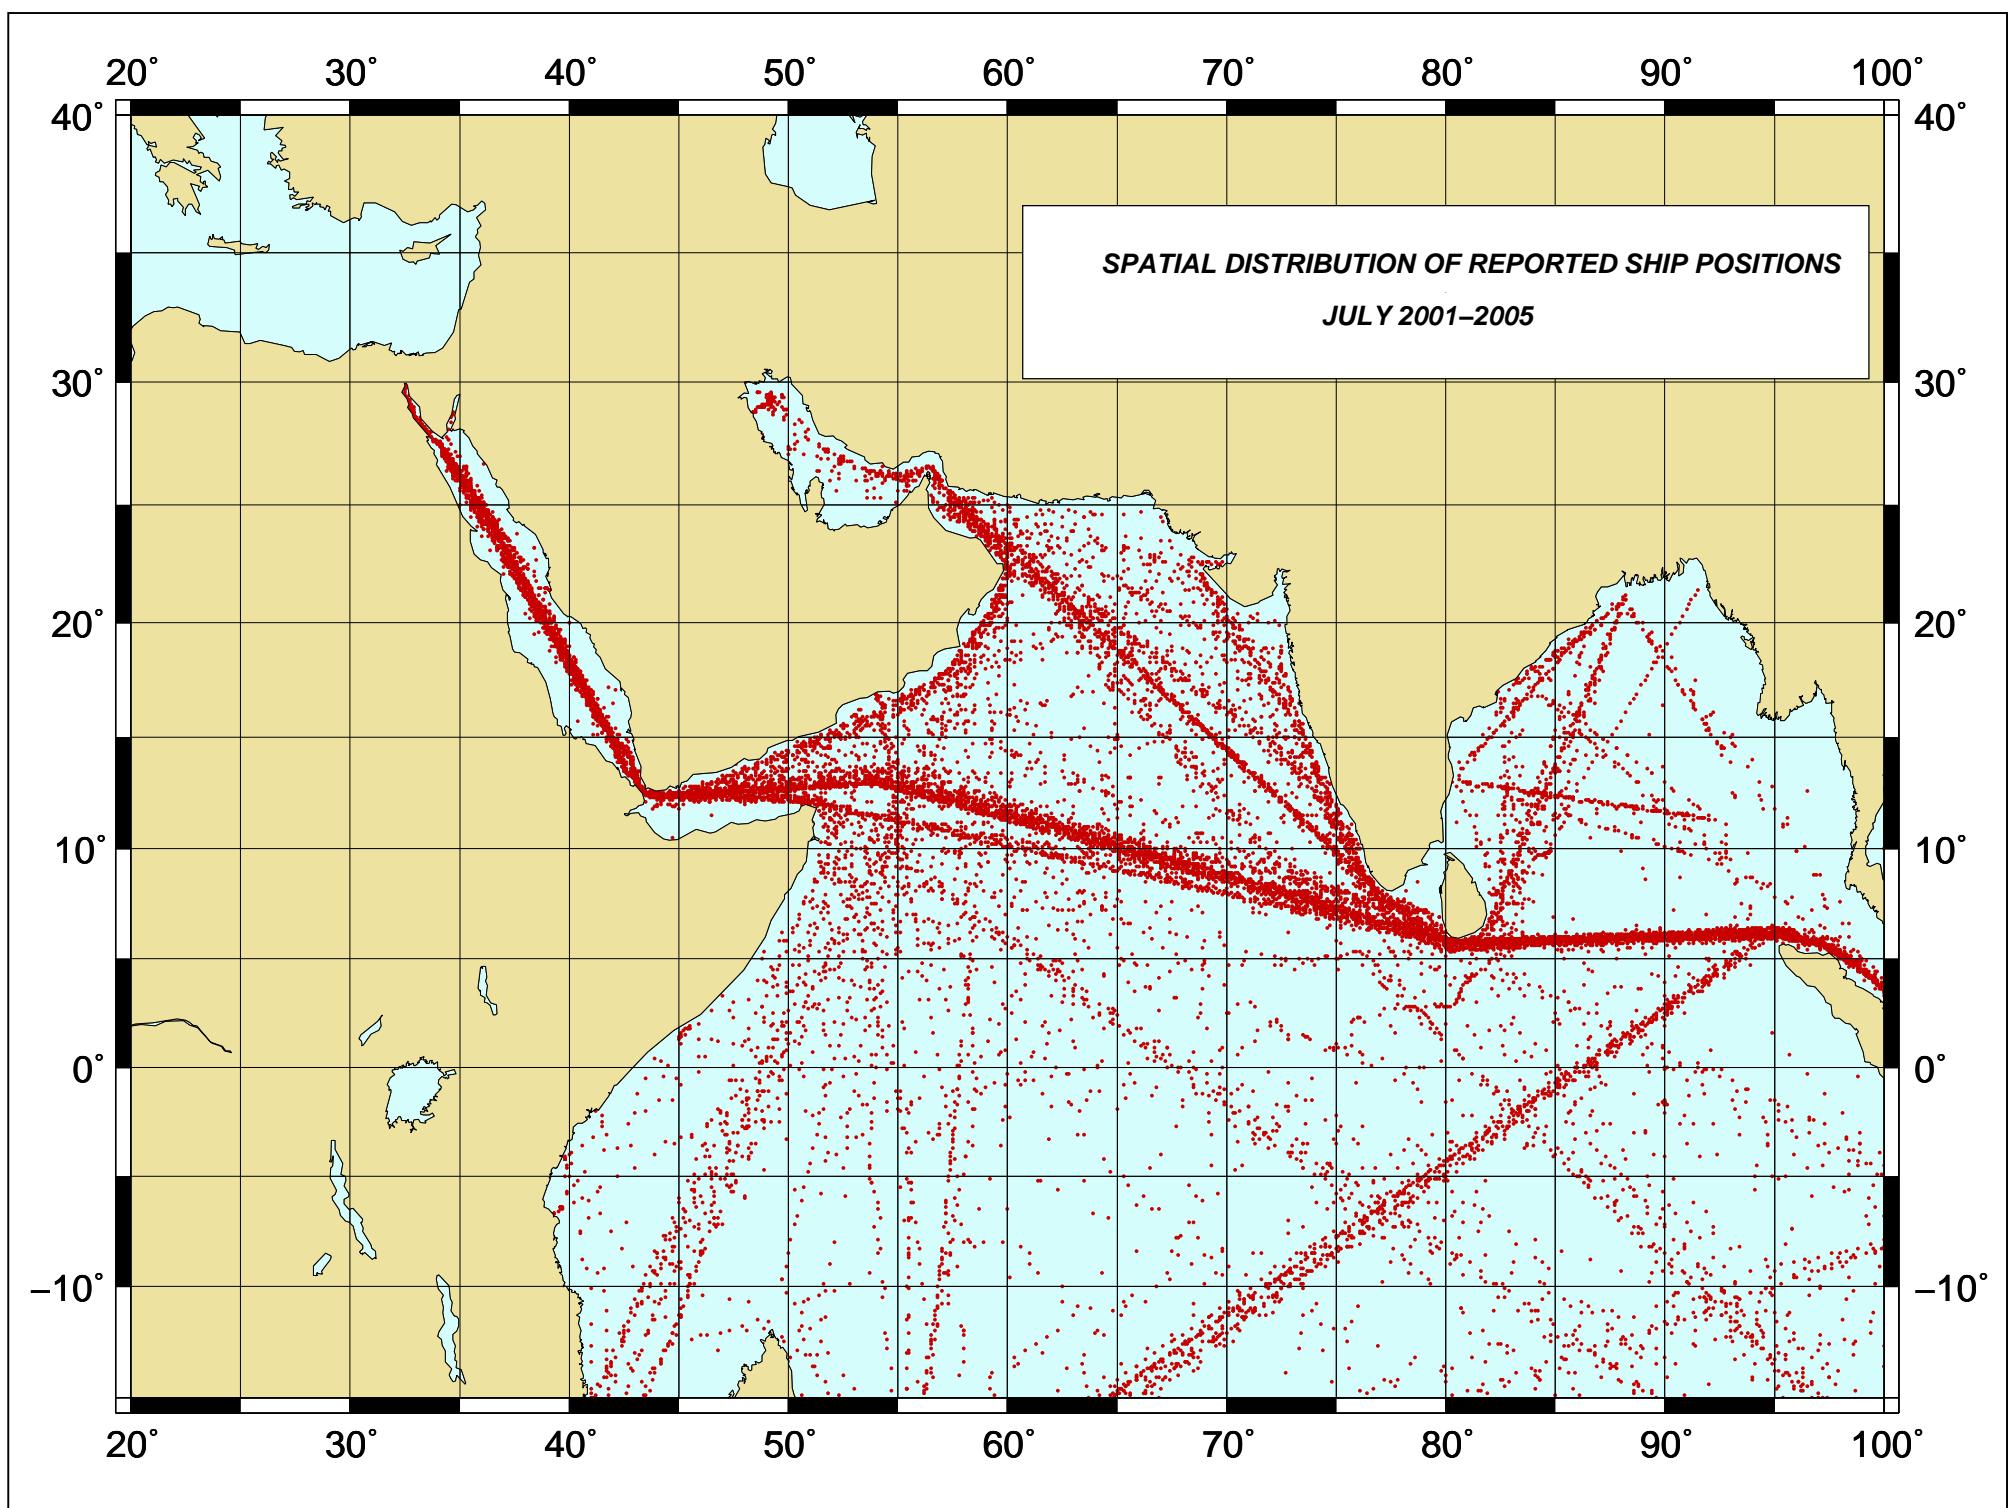 20° 30° 40° 50° 60° 70° 80° 90° 100°
40° 40°
SPATIAL DISTRIBUTION OF REPORTED SHIP POSITIONS
JULY 2001–2005
30° 30°
20° 20°
10° 10°
0° 0°
−10° −10°
20° 30° 40° 50° 60° 70° 80° 90° 100°